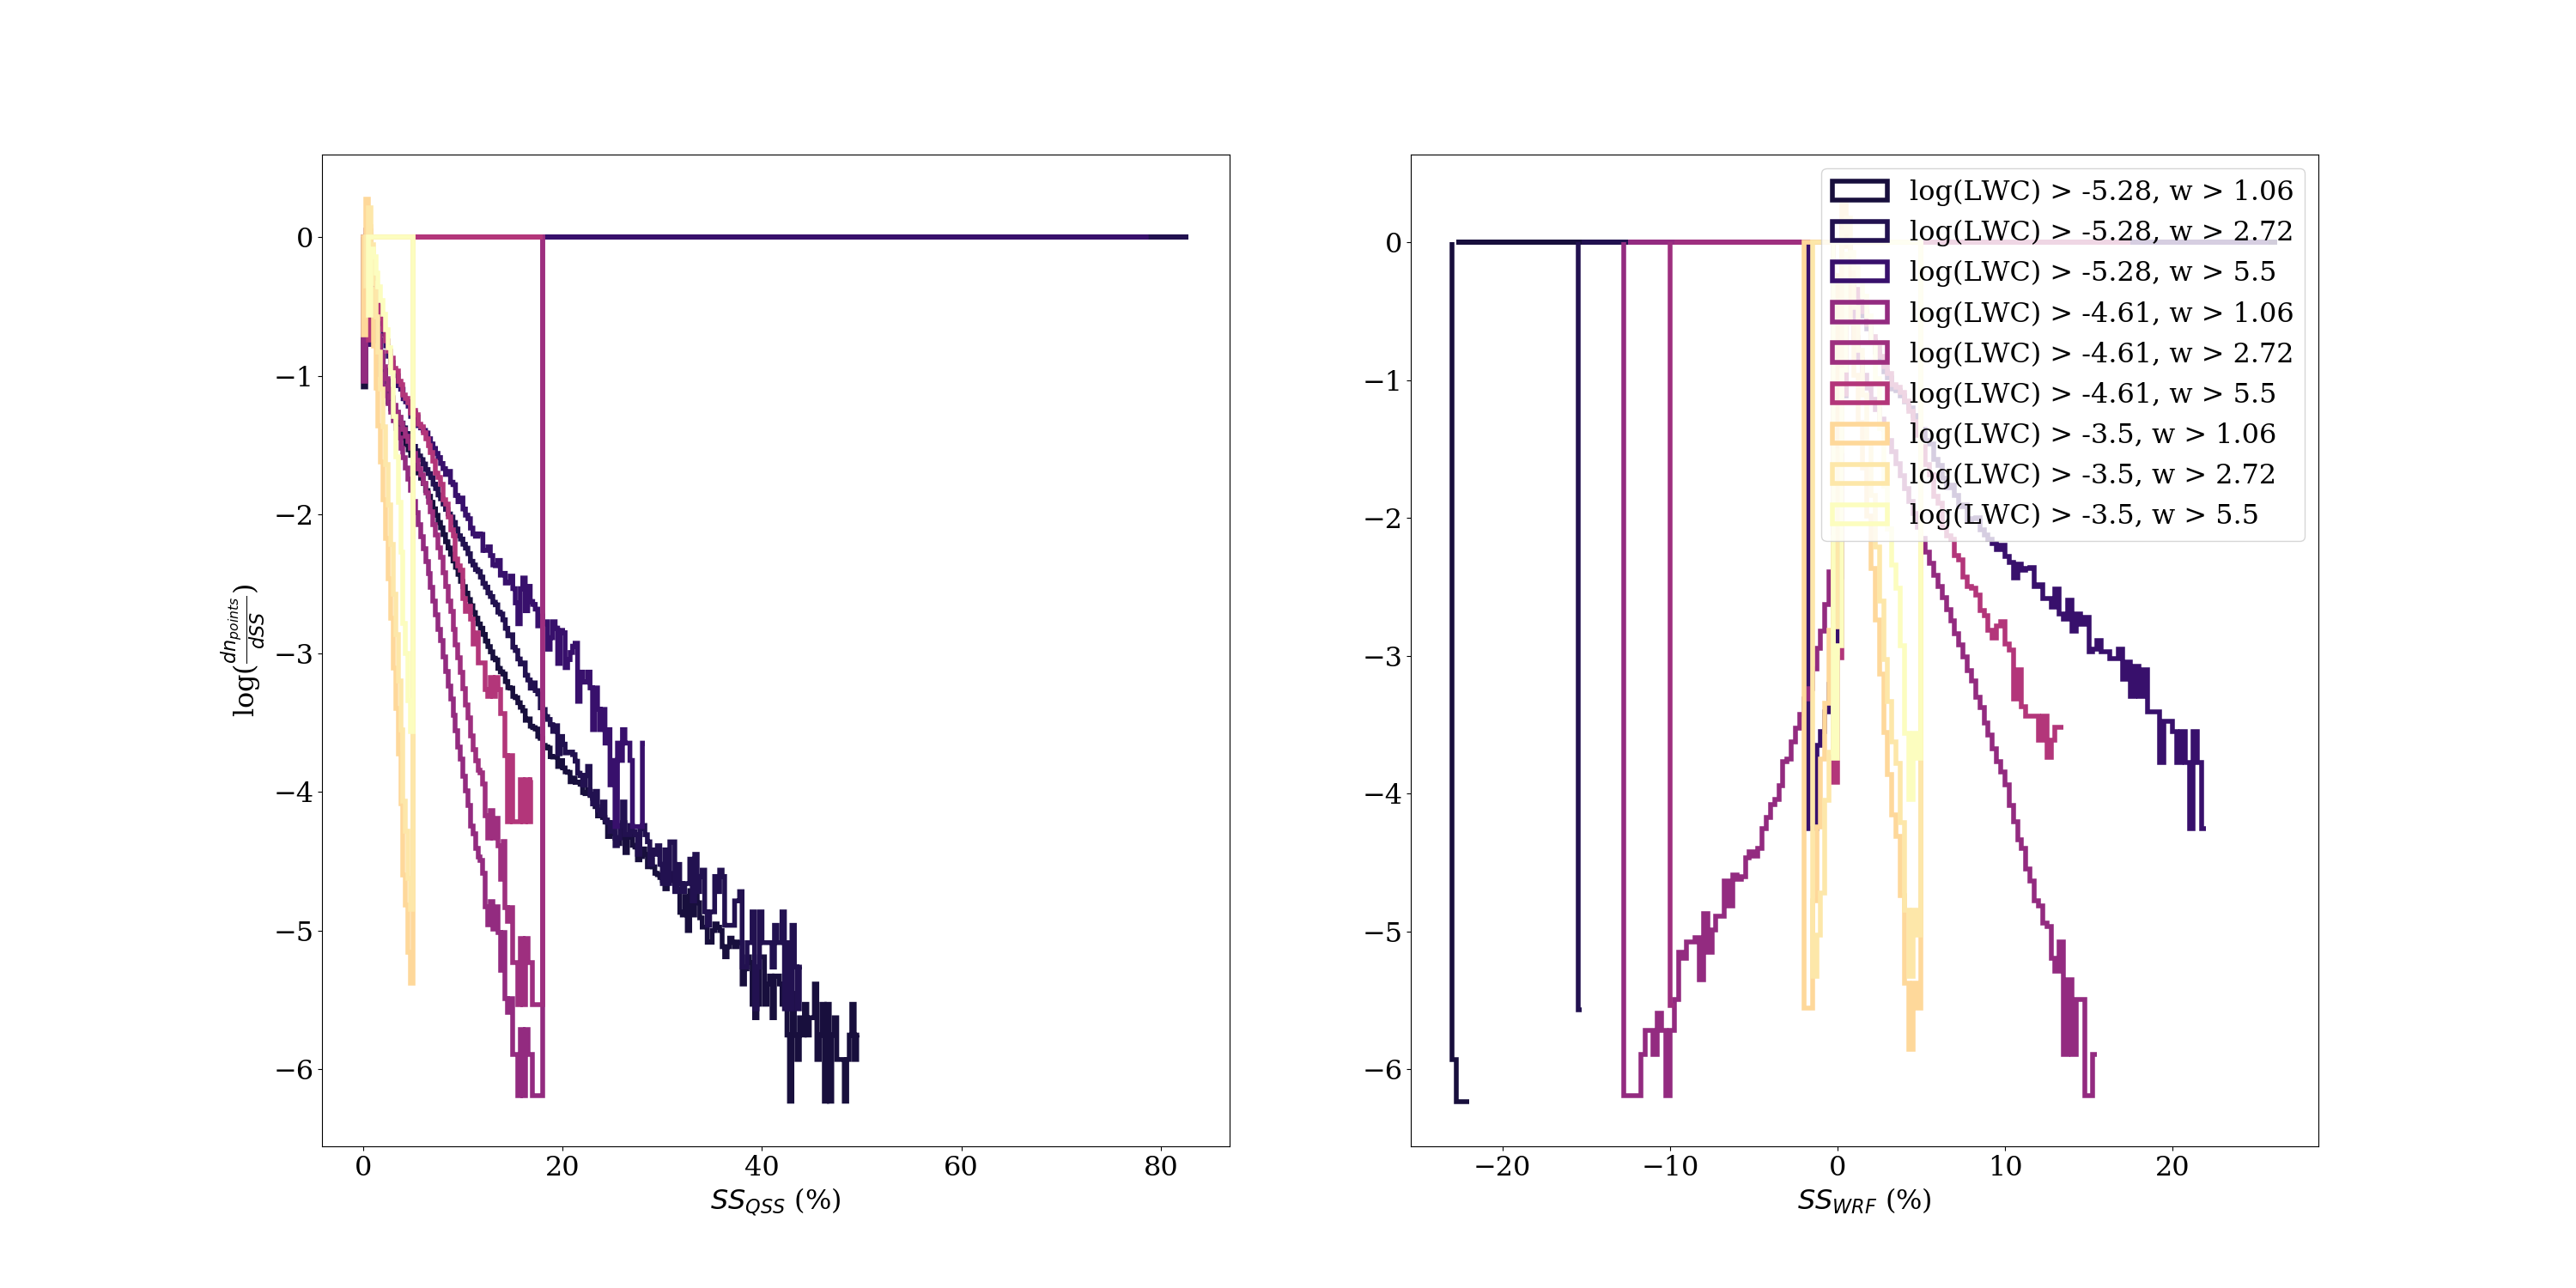 0
−1
−2
−3
−4
−5
−6
log(dn_points/dSS)
0 20 40 60 80
SS_QSS (%)
0
−1
−2
−3
−4
−5
−6
−20 −10 0 10 20
SS_WRF (%)
log(LWC) > -5.28, w > 1.06
log(LWC) > -5.28, w > 2.72
log(LWC) > -5.28, w > 5.5
log(LWC) > -4.61, w > 1.06
log(LWC) > -4.61, w > 2.72
log(LWC) > -4.61, w > 5.5
log(LWC) > -3.5, w > 1.06
log(LWC) > -3.5, w > 2.72
log(LWC) > -3.5, w > 5.5